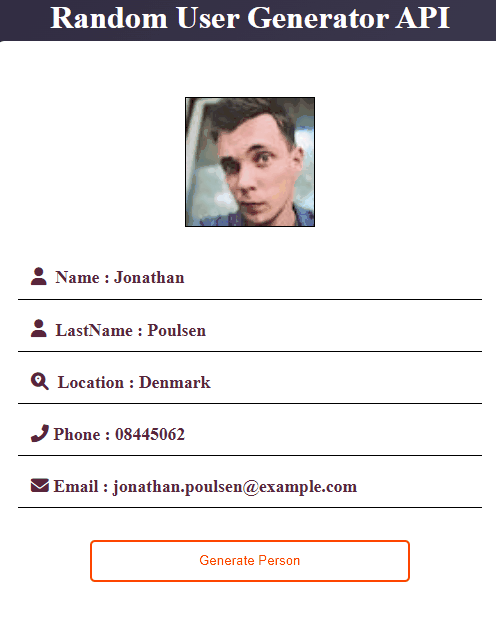 Random User Generator API
Name : Jonathan
LastName : Poulsen
Location : Denmark
Phone : 08445062
Email : jonathan.poulsen@example.com
Generate Person